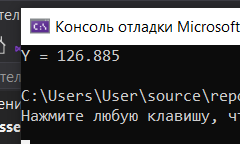 Консоль отладки Microsoft
Y = 126.885
C:\Users\User\source\repo
Нажмите любую клавишу, чт